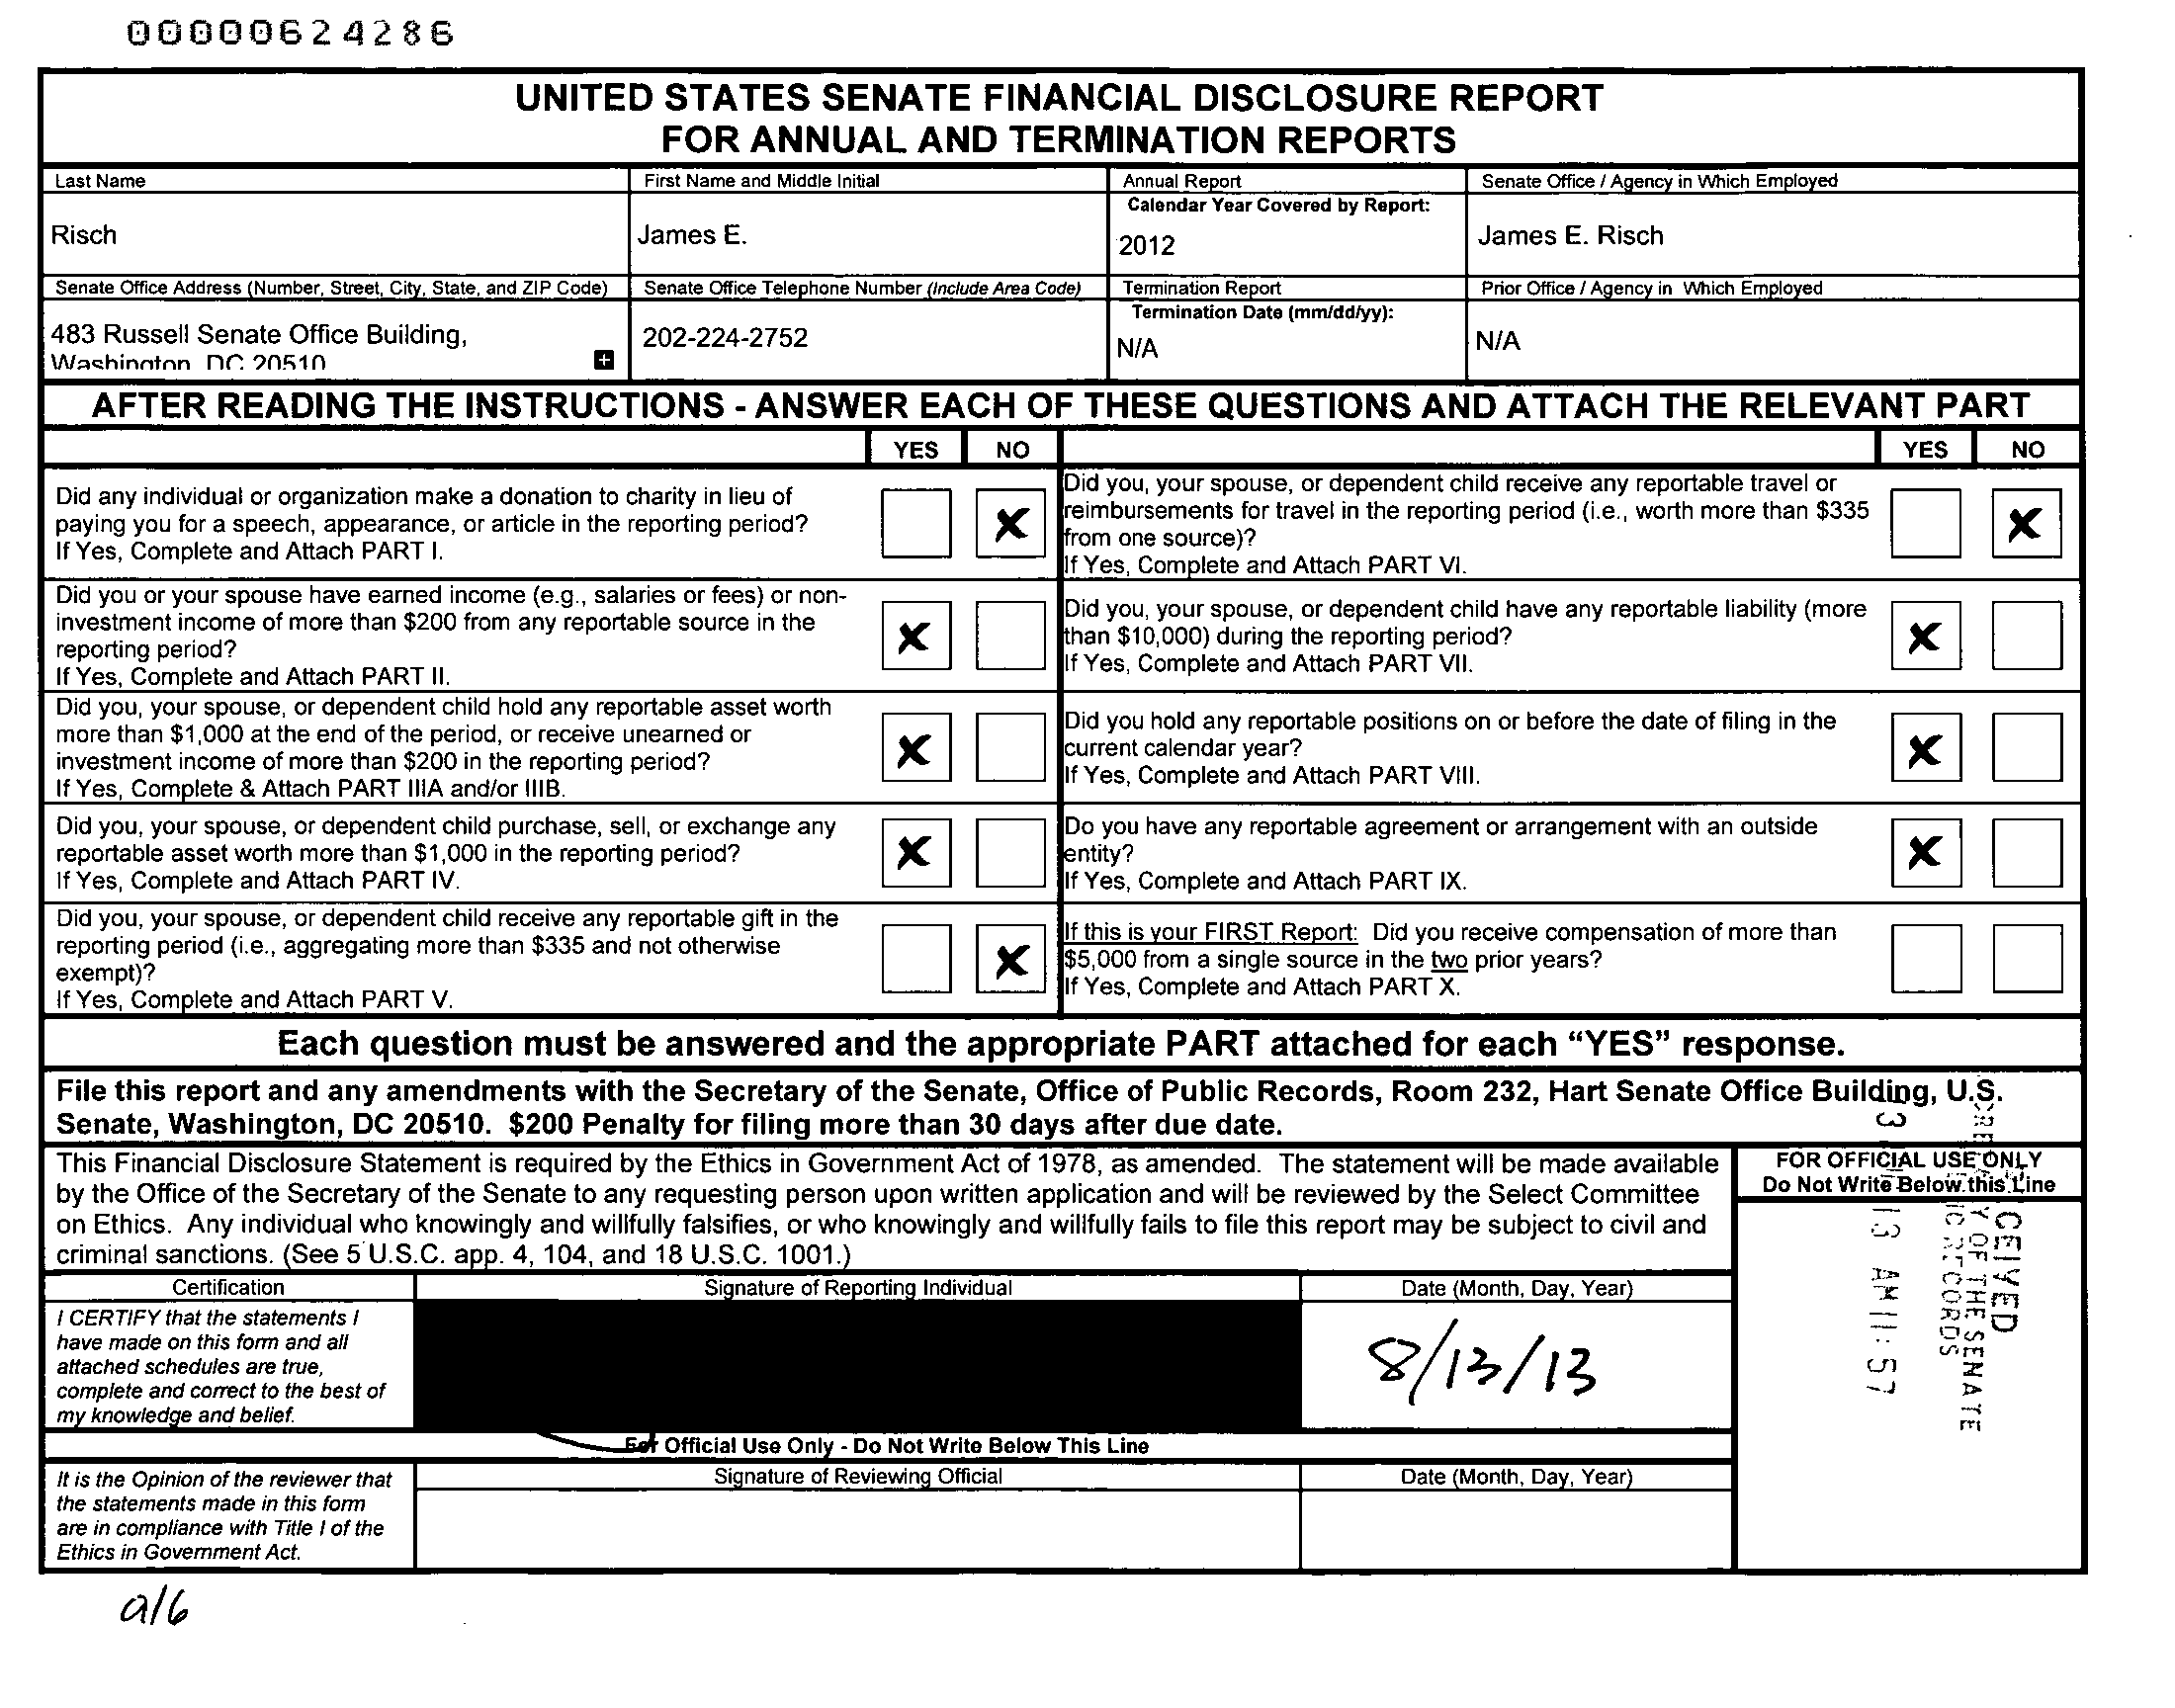 00000624286
UNITED STATES SENATE FINANCIAL DISCLOSURE REPORT
FOR ANNUAL AND TERMINATION REPORTS
Last Name
First Name and Middle Initial
Annual Report
Senate Office / Agency in Which Employed
Calendar Year Covered by Report:
Risch
James E.
2012
James E. Risch
Senate Office Address (Number, Street, City, State, and ZIP Code)
Senate Office Telephone Number (Include Area Code)
Termination Report
Prior Office / Agency in Which Employed
Termination Date (mm/dd/yy):
483 Russell Senate Office Building,
Washington, DC 20510
202-224-2752
N/A
N/A
AFTER READING THE INSTRUCTIONS - ANSWER EACH OF THESE QUESTIONS AND ATTACH THE RELEVANT PART
YES
NO
YES
NO
Did any individual or organization make a donation to charity in lieu of
paying you for a speech, appearance, or article in the reporting period?
If Yes, Complete and Attach PART I.
X
Did you, your spouse, or dependent child receive any reportable travel or
reimbursements for travel in the reporting period (i.e., worth more than $335
from one source)?
If Yes, Complete and Attach PART VI.
X
Did you or your spouse have earned income (e.g., salaries or fees) or non-
investment income of more than $200 from any reportable source in the
reporting period?
If Yes, Complete and Attach PART II.
X
Did you, your spouse, or dependent child have any reportable liability (more
than $10,000) during the reporting period?
If Yes, Complete and Attach PART VII.
X
Did you, your spouse, or dependent child hold any reportable asset worth
more than $1,000 at the end of the period, or receive unearned or
investment income of more than $200 in the reporting period?
If Yes, Complete & Attach PART IIIA and/or IIIB.
X
Did you hold any reportable positions on or before the date of filing in the
current calendar year?
If Yes, Complete and Attach PART VIII.
X
Did you, your spouse, or dependent child purchase, sell, or exchange any
reportable asset worth more than $1,000 in the reporting period?
If Yes, Complete and Attach PART IV.
X
Do you have any reportable agreement or arrangement with an outside
entity?
If Yes, Complete and Attach PART IX.
X
Did you, your spouse, or dependent child receive any reportable gift in the
reporting period (i.e., aggregating more than $335 and not otherwise
exempt)?
If Yes, Complete and Attach PART V.
X
If this is your FIRST Report: Did you receive compensation of more than
$5,000 from a single source in the two prior years?
If Yes, Complete and Attach PART X.
Each question must be answered and the appropriate PART attached for each “YES” response.
File this report and any amendments with the Secretary of the Senate, Office of Public Records, Room 232, Hart Senate Office Building, U.S.
Senate, Washington, DC 20510. $200 Penalty for filing more than 30 days after due date.
This Financial Disclosure Statement is required by the Ethics in Government Act of 1978, as amended. The statement will be made available
by the Office of the Secretary of the Senate to any requesting person upon written application and will be reviewed by the Select Committee
on Ethics. Any individual who knowingly and willfully falsifies, or who knowingly and willfully fails to file this report may be subject to civil and
criminal sanctions. (See 5 U.S.C. app. 4, 104, and 18 U.S.C. 1001.)
FOR OFFICIAL USE ONLY
Do Not Write Below this Line
CEIVED
Y OF THE SENATE
IC RECORDS
13 AM 11: 57
Certification
Signature of Reporting Individual
Date (Month, Day, Year)
I CERTIFY that the statements I
have made on this form and all
attached schedules are true,
complete and correct to the best of
my knowledge and belief.
8/13/13
For Official Use Only - Do Not Write Below This Line
It is the Opinion of the reviewer that
the statements made in this form
are in compliance with Title I of the
Ethics in Government Act.
Signature of Reviewing Official
Date (Month, Day, Year)
a/6